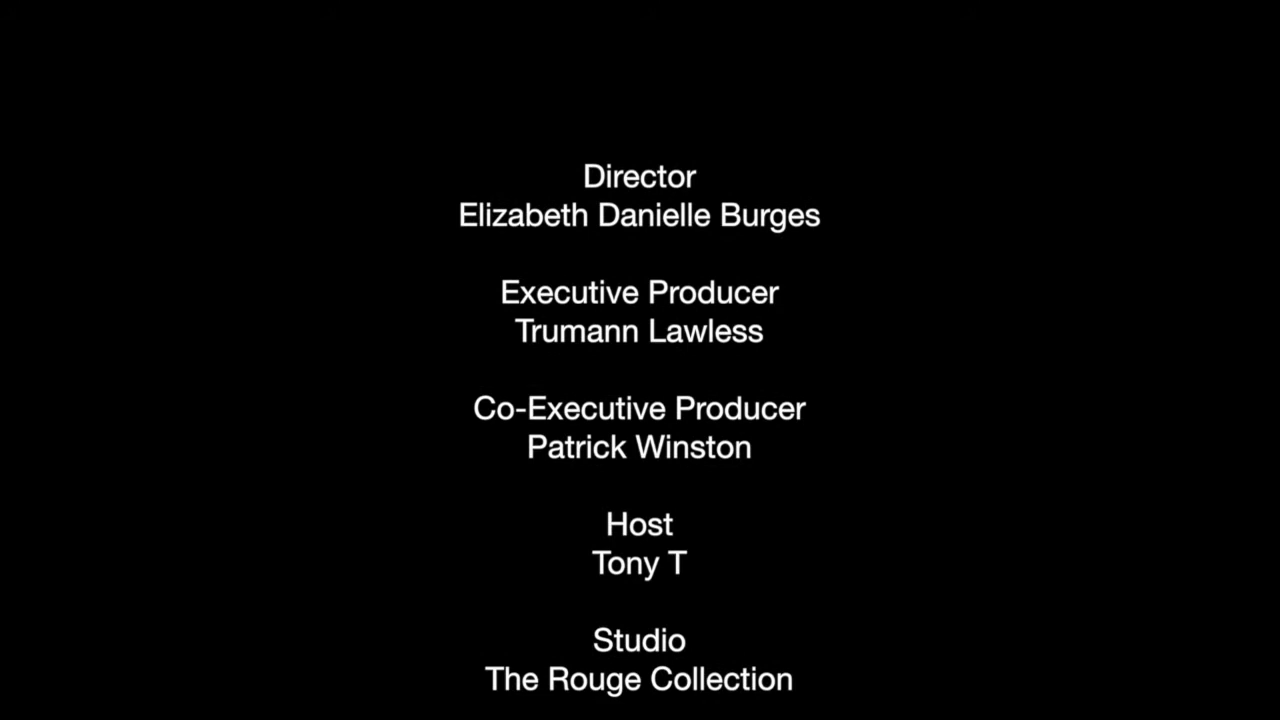 Director
Elizabeth Danielle Burges
Executive Producer
Trumann Lawless
Co-Executive Producer
Patrick Winston
Host
Tony T
Studio
The Rouge Collection